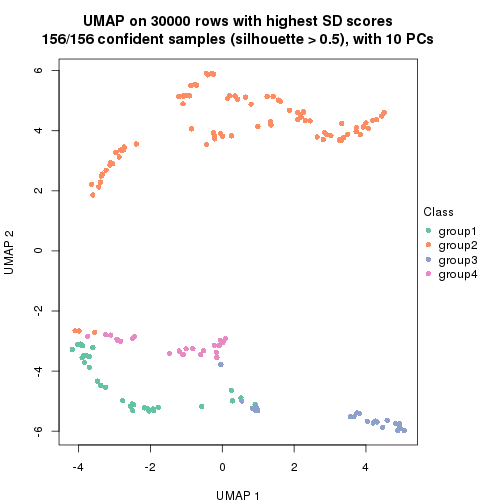 UMAP on 30000 rows with highest SD scores
156/156 confident samples (silhouette > 0.5), with 10 PCs
6
4
2
0
-2
-4
-6
UMAP 2
-4
-2
0
2
4
UMAP 1
Class
group1
group2
group3
group4